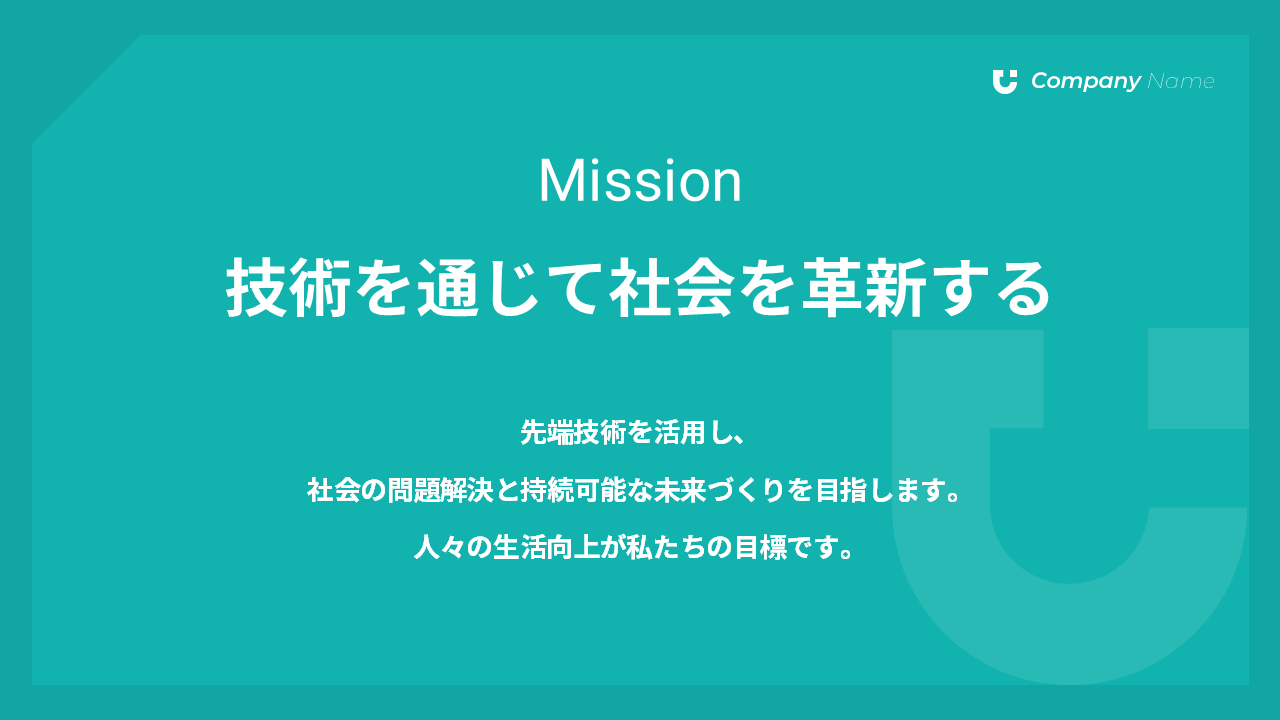 Company Name
Mission
技術を通じて社会を革新する
先端技術を活用し、
社会の問題解決と持続可能な未来づくりを目指します。
人々の生活向上が私たちの目標です。